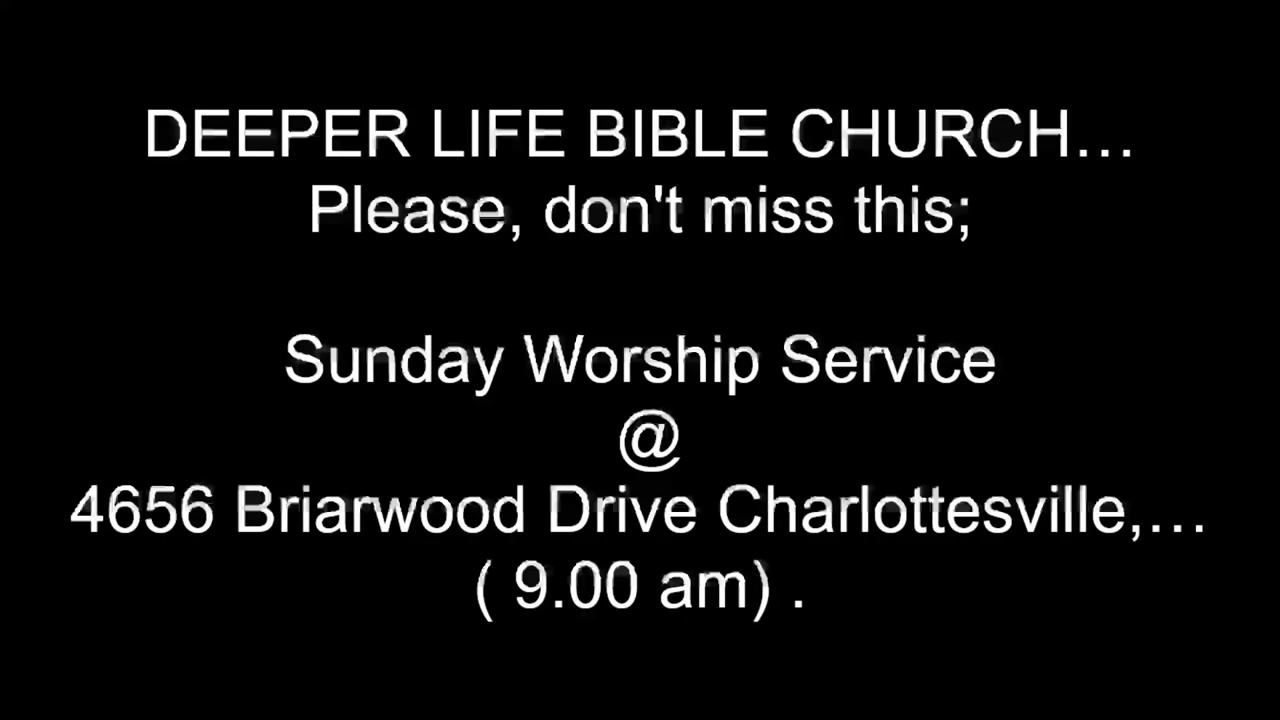 DEEPER LIFE BIBLE CHURCH…
Please, don't miss this;
Sunday Worship Service
@
4656 Briarwood Drive Charlottesville,…
( 9.00 am) .